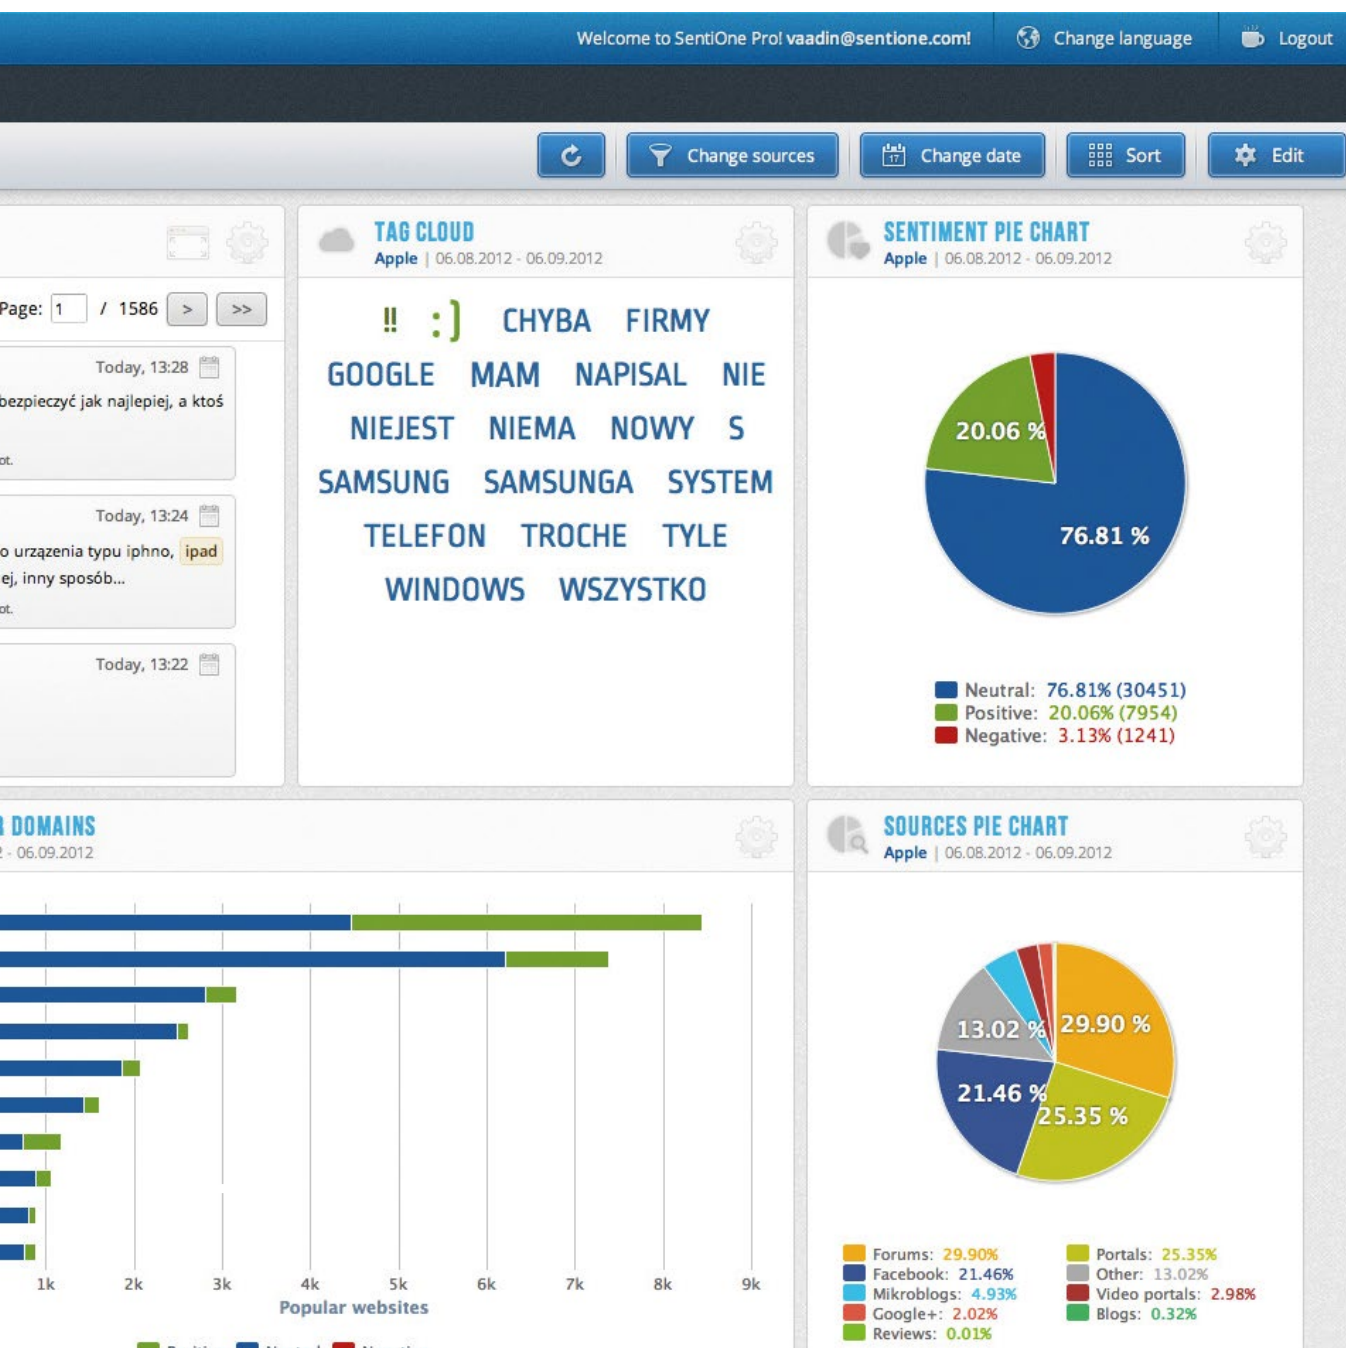 Welcome to SentiOne Pro! vaadin@sentione.com!
Change language
Logout
Change sources
Change date
Sort
Edit
Page: 1 / 1586 > >>
Today, 13:28
bezpieczyć jak najlepiej, a ktoś
ot.
Today, 13:24
o urzązenia typu iphno, ipad
ej, inny sposób...
ot.
Today, 13:22
TAG CLOUD
Apple | 06.08.2012 - 06.09.2012
!! :) CHYBA FIRMY
GOOGLE MAM NAPISAL NIE
NIEJEST NIEMA NOWY S
SAMSUNG SAMSUNGA SYSTEM
TELEFON TROCHE TYLE
WINDOWS WSZYSTKO
SENTIMENT PIE CHART
Apple | 06.08.2012 - 06.09.2012
20.06 %
76.81 %
Neutral: 76.81% (30451)
Positive: 20.06% (7954)
Negative: 3.13% (1241)
DOMAINS
- 06.09.2012
1k 2k 3k 4k 5k 6k 7k 8k 9k
Popular websites
SOURCES PIE CHART
Apple | 06.08.2012 - 06.09.2012
13.02 %
29.90 %
21.46 %
25.35 %
Forums: 29.90%
Portals: 25.35%
Facebook: 21.46%
Other: 13.02%
Mikroblogs: 4.93%
Video portals: 2.98%
Google+: 2.02%
Blogs: 0.32%
Reviews: 0.01%